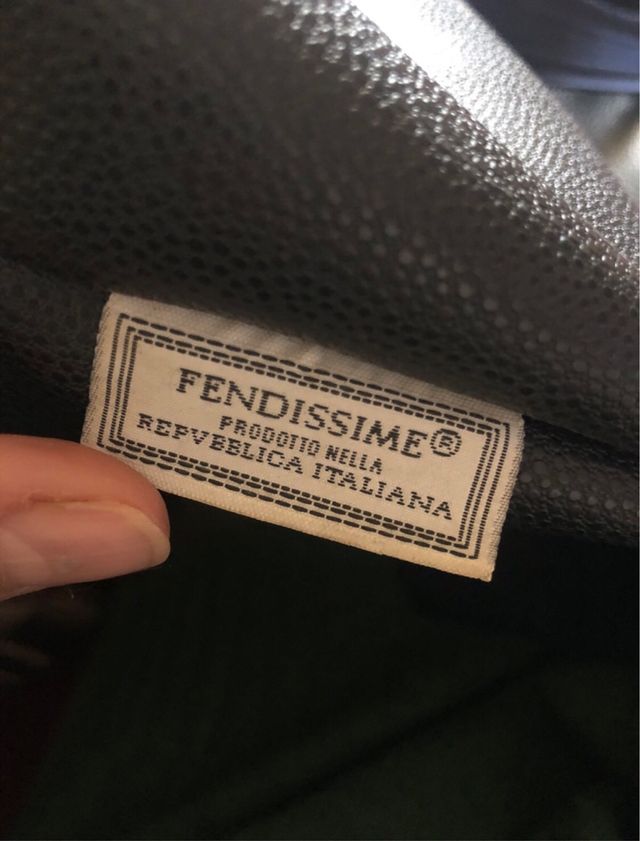 FENDISSIME®
PRODOTTO NELLA
REPVBBLICA ITALIANA